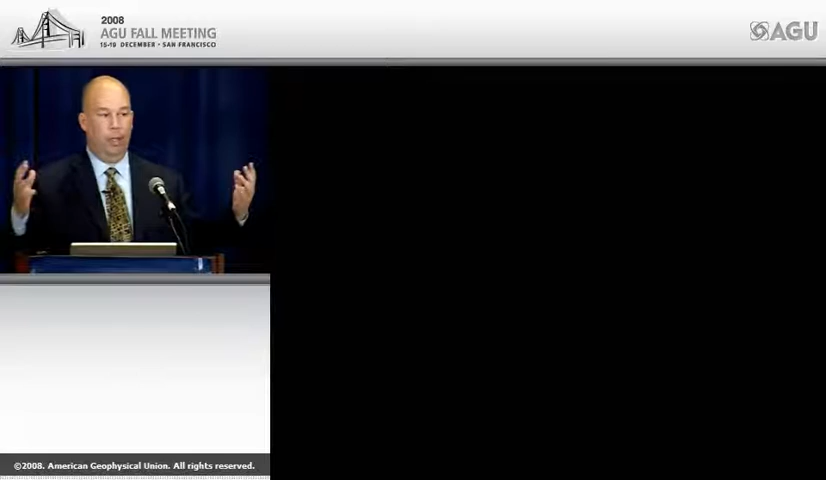 2008
AGU FALL MEETING
15-19 DECEMBER • SAN FRANCISCO
AGU
©2008. American Geophysical Union. All rights reserved.